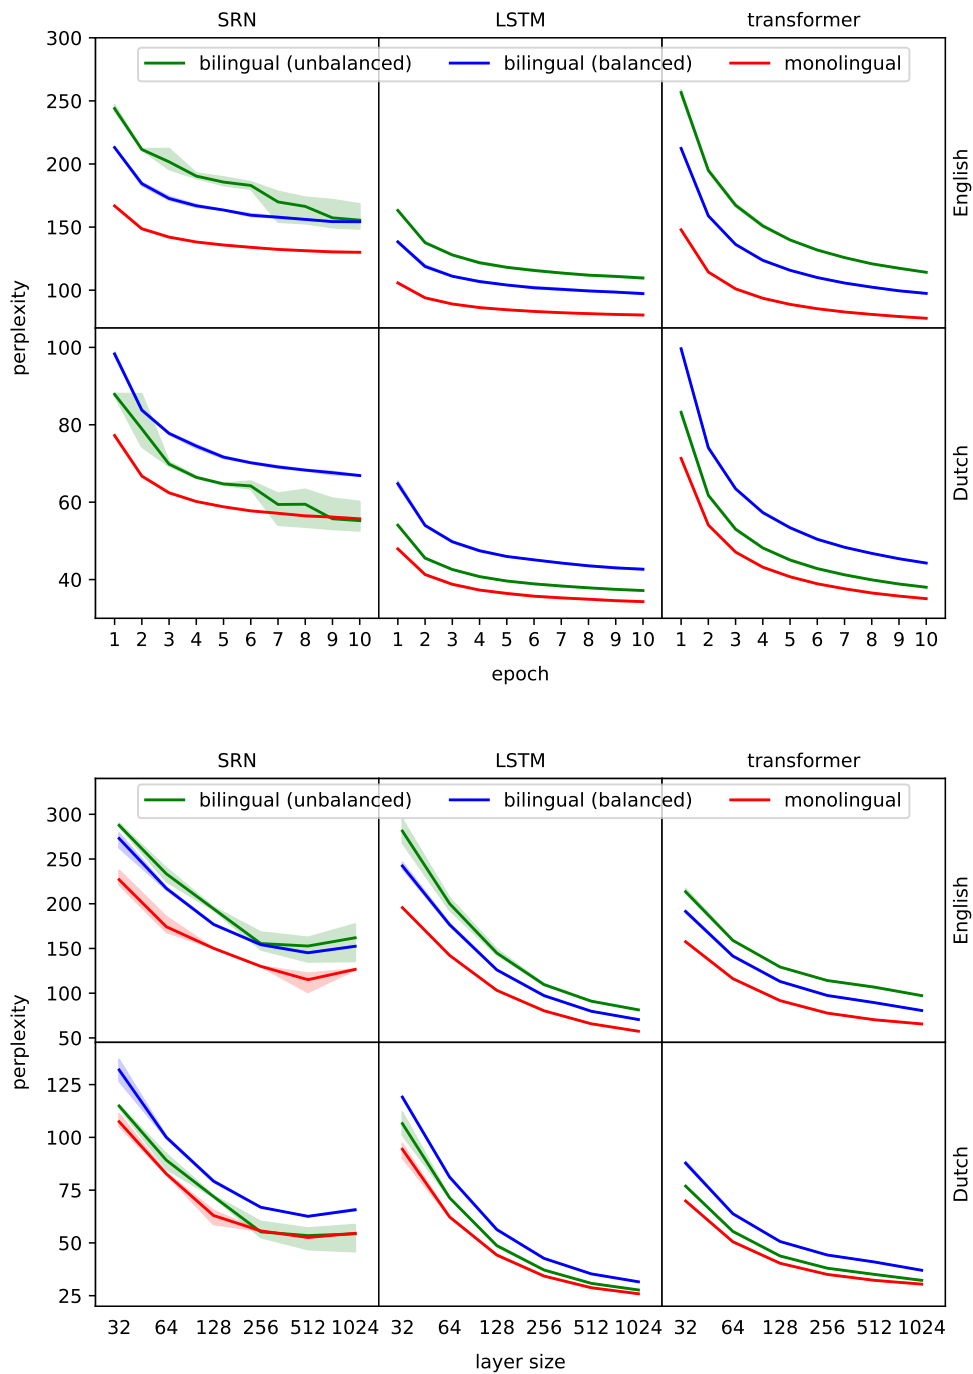 SRN LSTM transformer
bilingual (unbalanced) bilingual (balanced) monolingual
300
250
200
150
100
English
perplexity
100
80
60
40
Dutch
1 2 3 4 5 6 7 8 9 10 1 2 3 4 5 6 7 8 9 10 1 2 3 4 5 6 7 8 9 10
epoch
SRN LSTM transformer
bilingual (unbalanced) bilingual (balanced) monolingual
300
250
200
150
100
50
English
perplexity
125
100
75
50
25
Dutch
32 64 128 256 512 1024 32 64 128 256 512 1024 32 64 128 256 512 1024
layer size